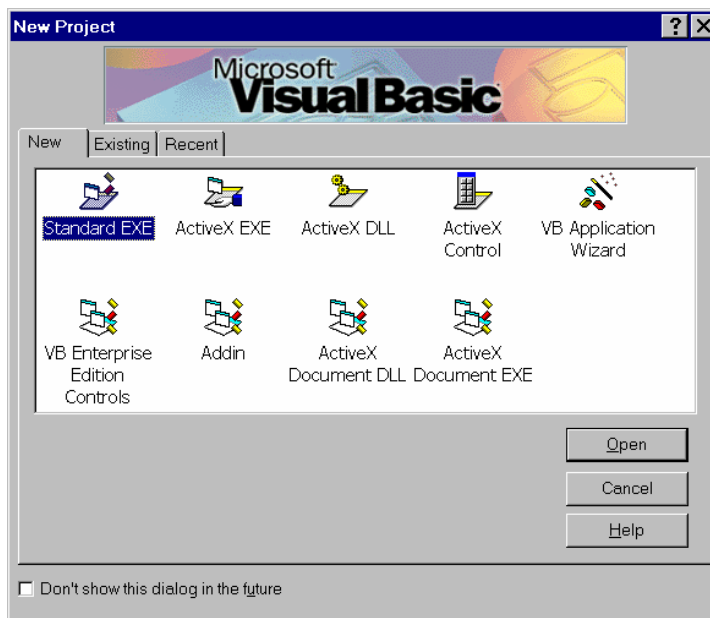 New Project
Microsoft
Visual Basic
New Existing Recent
Standard EXE ActiveX EXE ActiveX DLL ActiveX Control VB Application Wizard
VB Enterprise Edition Controls Addin ActiveX Document DLL ActiveX Document EXE
Open
Cancel
Help
Don't show this dialog in the future